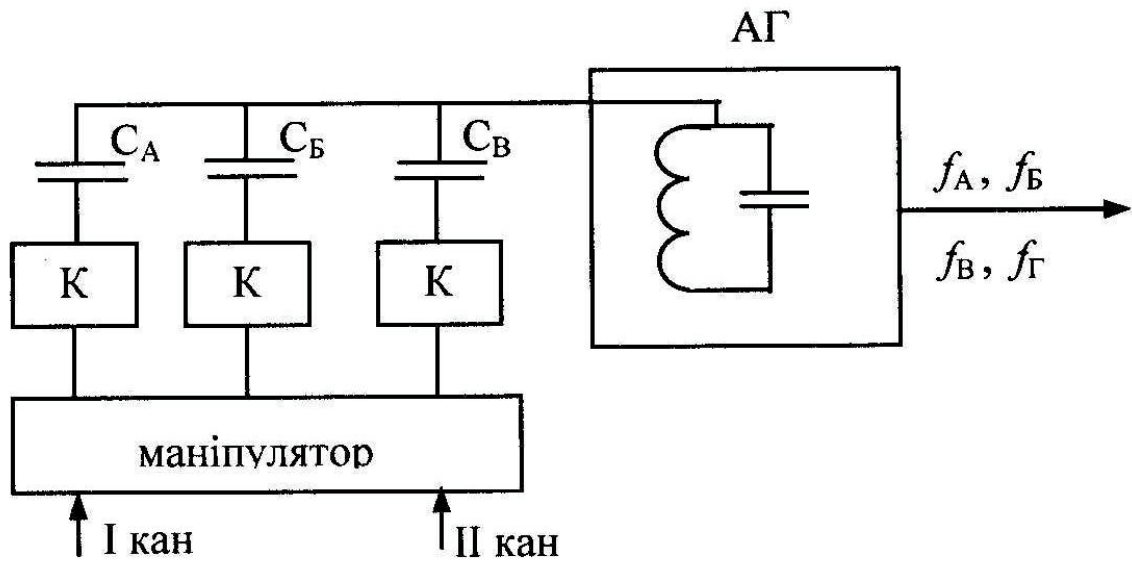 АГ
C_А C_Б C_В
f_А, f_Б
К К К
f_В, f_Г
маніпулятор
I кан II кан